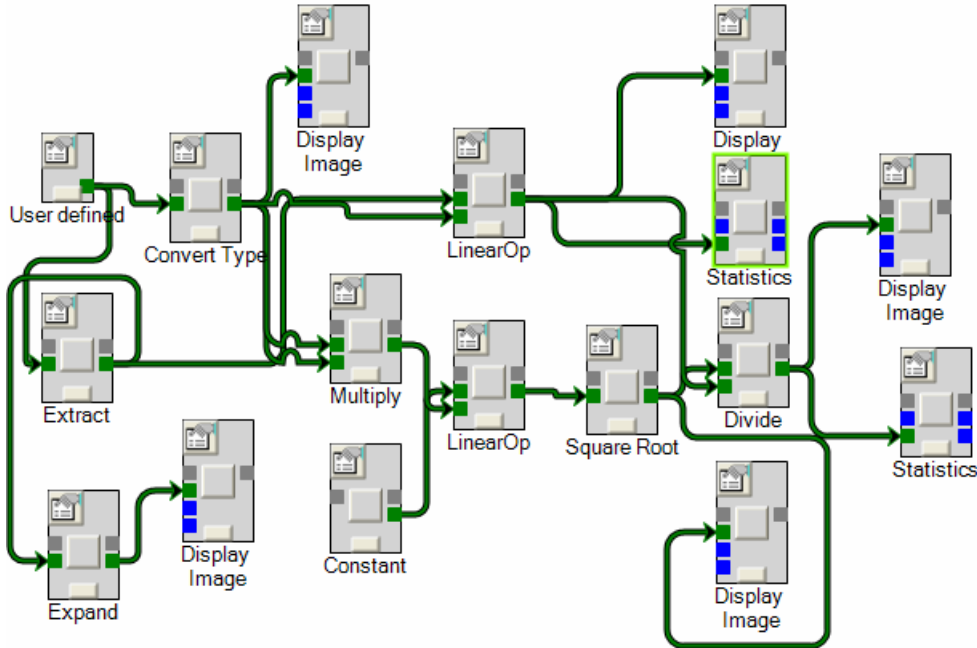 Display
Image
Display
User defined
Convert Type
LinearOp
Statistics
Display
Image
Extract
Multiply
LinearOp
Square Root
Divide
Statistics
Display
Image
Constant
Display
Image
Expand